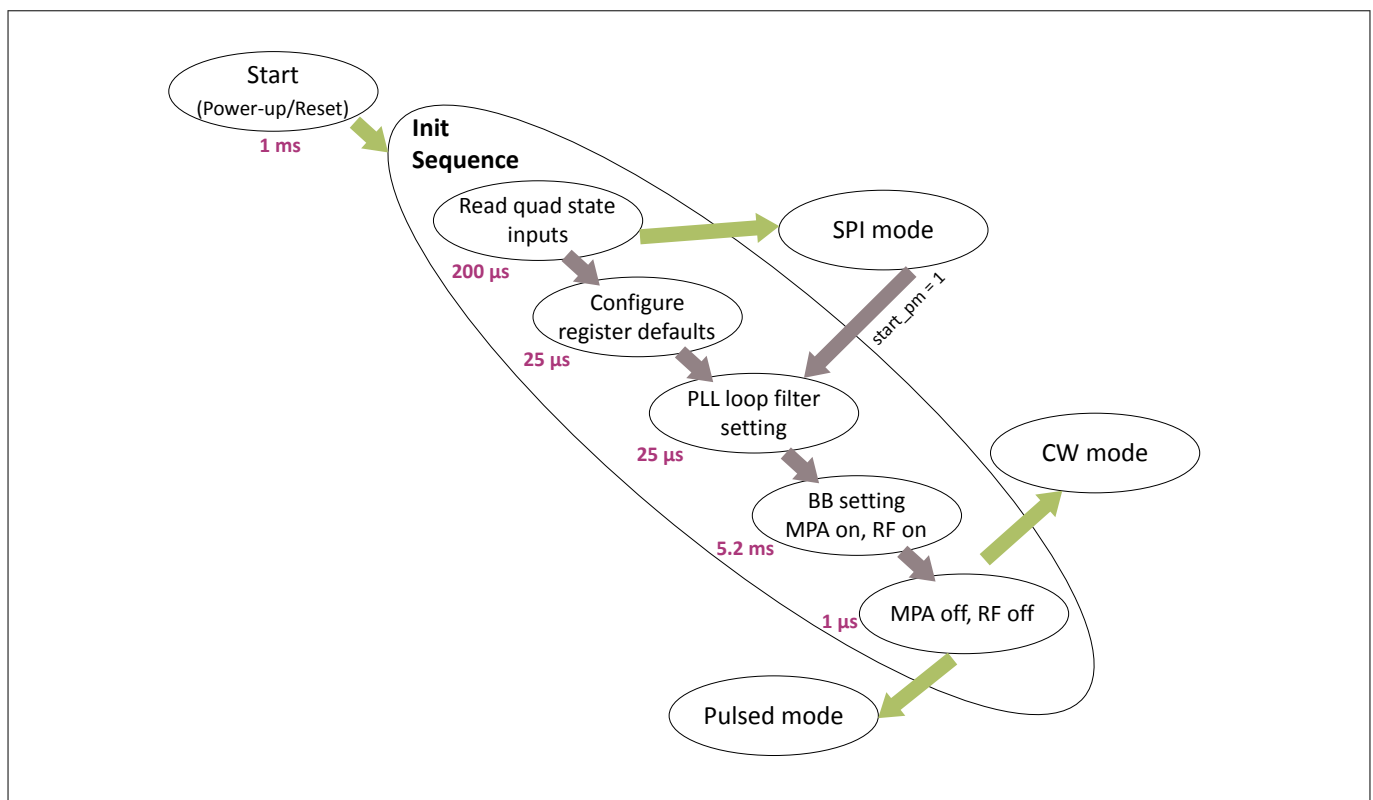 Start
(Power-up/Reset)
1 ms
Init
Sequence
Read quad state
inputs
200 µs
SPI mode
start_pm = 1
Configure
register defaults
25 µs
PLL loop filter
setting
25 µs
CW mode
BB setting
MPA on, RF on
5.2 ms
MPA off, RF off
1 µs
Pulsed mode